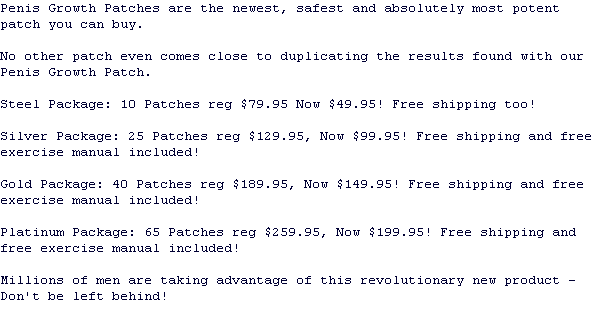 Penis Growth Patches are the newest, safest and absolutely most potent
patch you can buy.
No other patch even comes close to duplicating the results found with our
Penis Growth Patch.
Steel Package: 10 Patches reg $79.95 Now $49.95! Free shipping too!
Silver Package: 25 Patches reg $129.95, Now $99.95! Free shipping and free
exercise manual included!
Gold Package: 40 Patches reg $189.95, Now $149.95! Free shipping and free
exercise manual included!
Platinum Package: 65 Patches reg $259.95, Now $199.95! Free shipping and
free exercise manual included!
Millions of men are taking advantage of this revolutionary new product -
Don't be left behind!